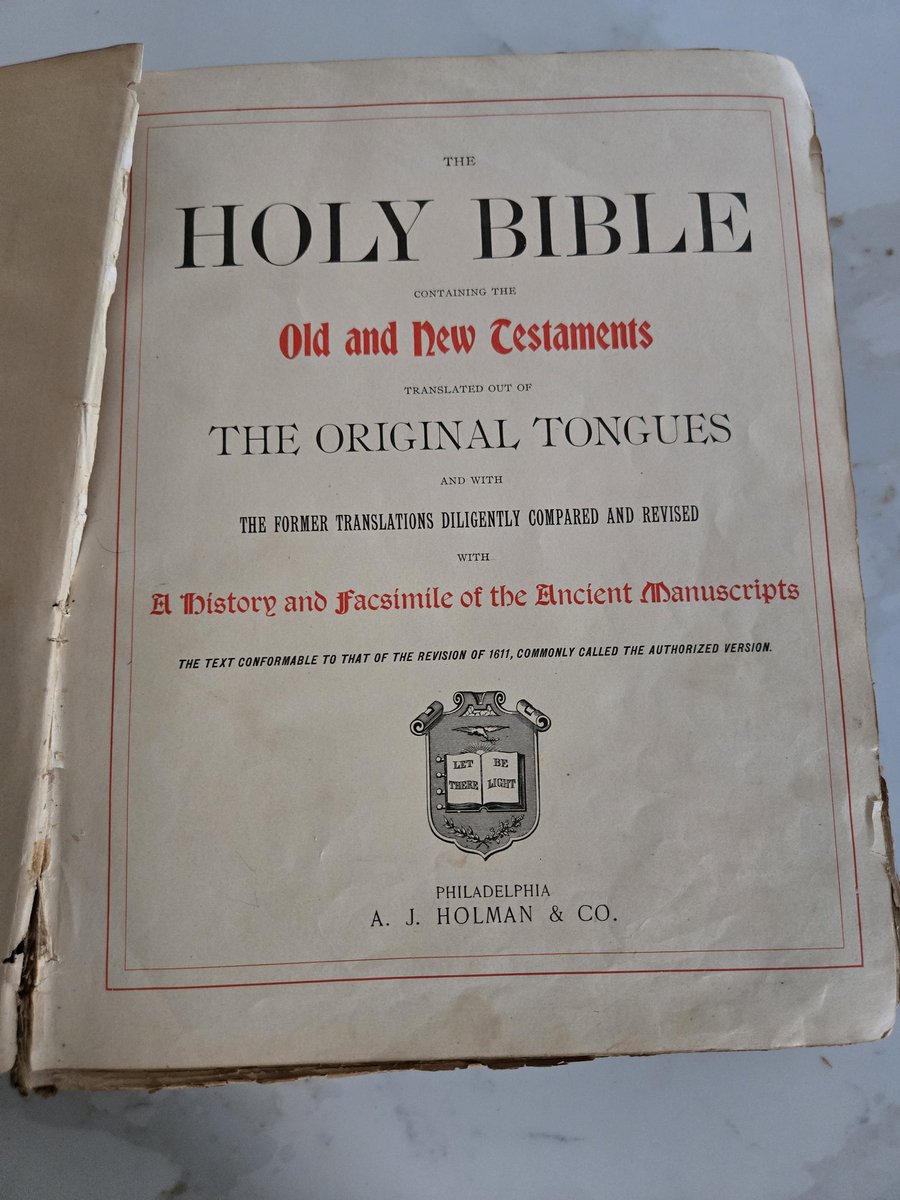 THE
HOLY BIBLE
CONTAINING THE
Old and New Testaments
TRANSLATED OUT OF
THE ORIGINAL TONGUES
AND WITH
THE FORMER TRANSLATIONS DILIGENTLY COMPARED AND REVISED
WITH
A History and Facsimile of the Ancient Manuscripts
THE TEXT CONFORMABLE TO THAT OF THE REVISION OF 1611, COMMONLY CALLED THE AUTHORIZED VERSION.
LET BE
THERE LIGHT
PHILADELPHIA
A. J. HOLMAN & CO.